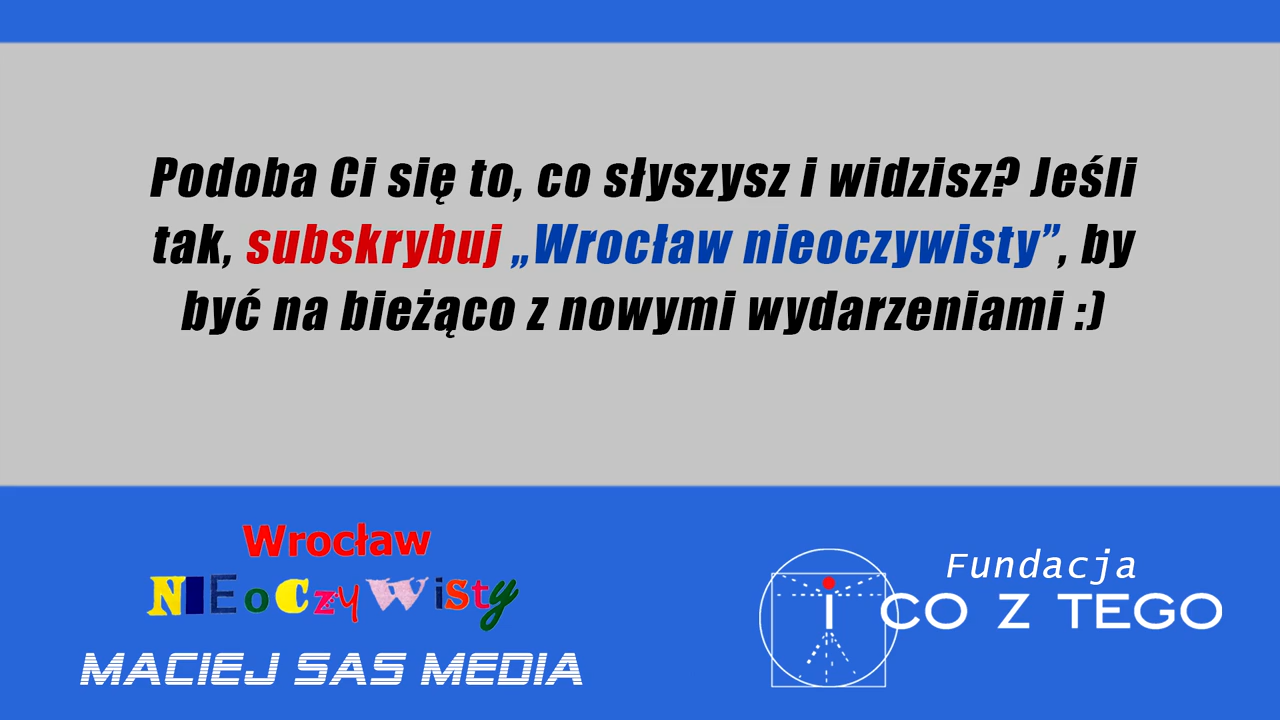 Podoba Ci się to, co słyszysz i widzisz? Jeśli
tak, subskrybuj „Wrocław nieoczywisty”, by
być na bieżąco z nowymi wydarzeniami :)
Wrocław
NIEoCzyWisty
MACIEJ SAS MEDIA
Fundacja
i CO Z TEGO